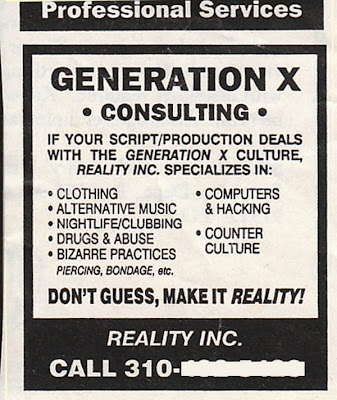 Professional Services
GENERATION X
• CONSULTING •
IF YOUR SCRIPT/PRODUCTION DEALS
WITH THE GENERATION X CULTURE,
REALITY INC. SPECIALIZES IN:
• CLOTHING
• ALTERNATIVE MUSIC
• NIGHTLIFE/CLUBBING
• DRUGS & ABUSE
• BIZARRE PRACTICES
PIERCING, BONDAGE, etc.
• COMPUTERS
& HACKING
• COUNTER
CULTURE
DON'T GUESS, MAKE IT REALITY!
REALITY INC.
CALL 310-